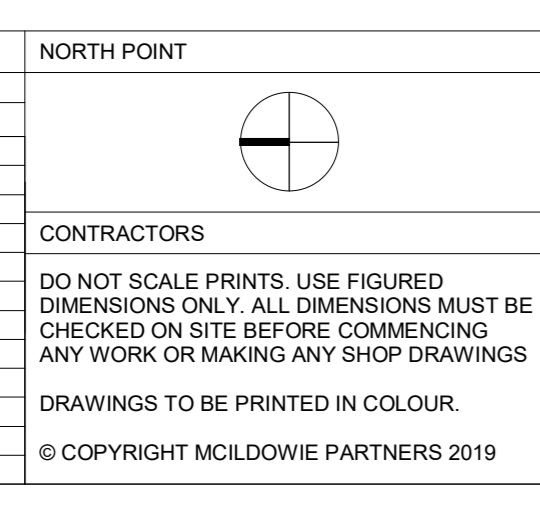 NORTH POINT
CONTRACTORS
DO NOT SCALE PRINTS. USE FIGURED
DIMENSIONS ONLY. ALL DIMENSIONS MUST BE
CHECKED ON SITE BEFORE COMMENCING
ANY WORK OR MAKING ANY SHOP DRAWINGS
DRAWINGS TO BE PRINTED IN COLOUR.
© COPYRIGHT MCILDOWIE PARTNERS 2019